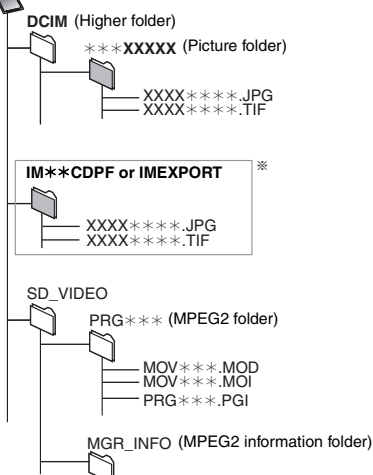 DCIM (Higher folder)
∗∗∗XXXXX (Picture folder)
XXXX∗∗∗∗.JPG
XXXX∗∗∗∗.TIF
IM∗∗CDPF or IMEXPORT ※
XXXX∗∗∗∗.JPG
XXXX∗∗∗∗.TIF
SD_VIDEO
PRG∗∗∗ (MPEG2 folder)
MOV∗∗∗.MOD
MOV∗∗∗.MOI
PRG∗∗∗.PGI
MGR_INFO (MPEG2 information folder)